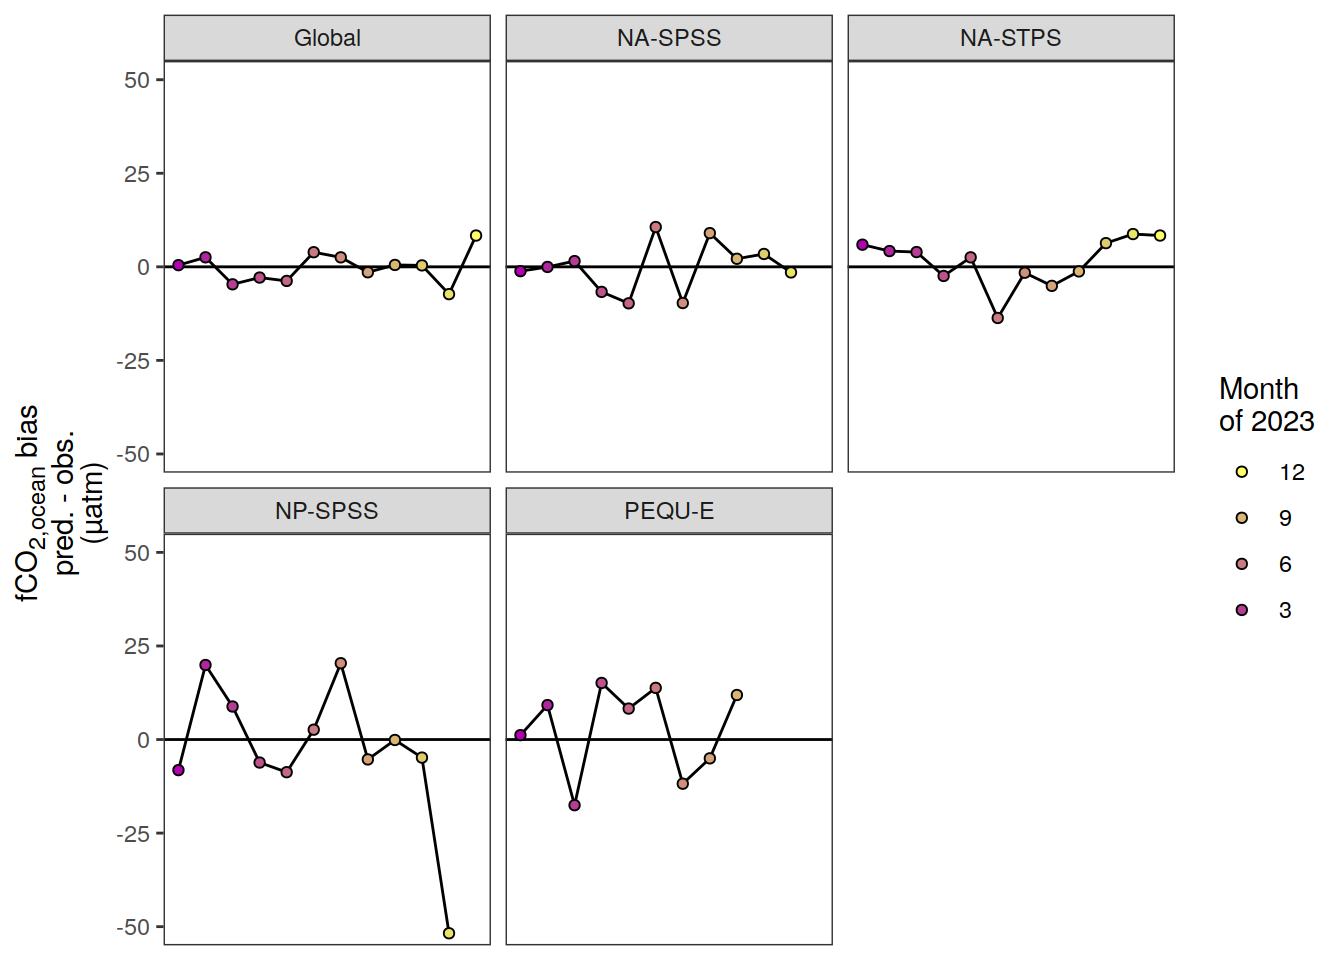 Global
NA-SPSS
NA-STPS
50
25
0
-25
-50
NP-SPSS
PEQU-E
50
25
0
-25
-50
fCO2,ocean bias
pred. - obs.
(µatm)
Month
of 2023
12
9
6
3